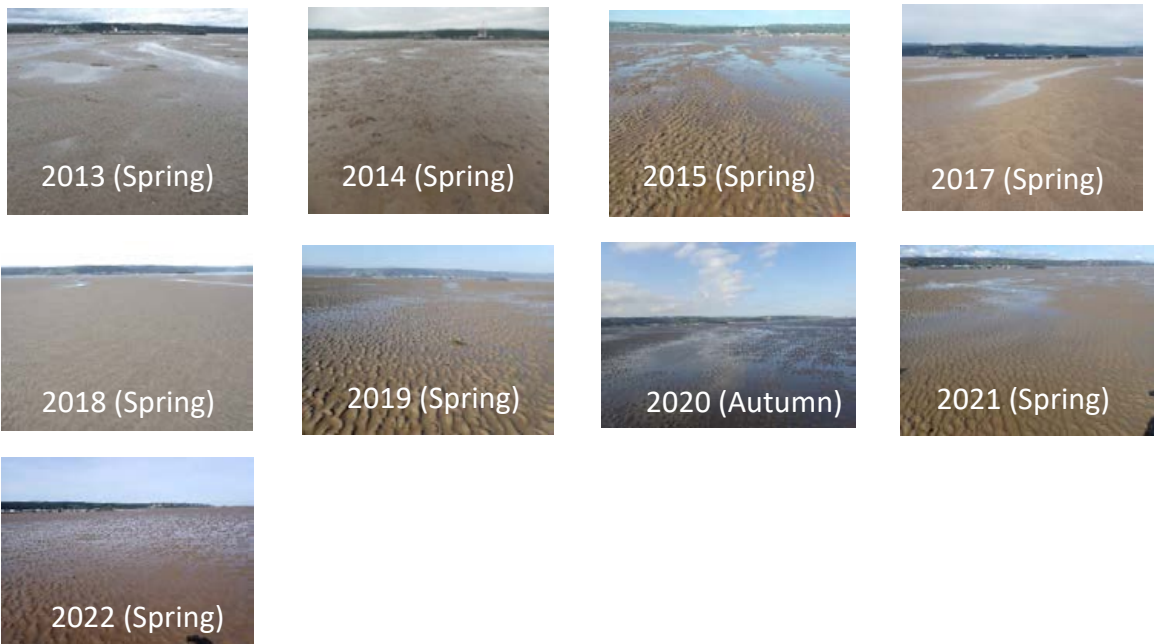 2013 (Spring)
2014 (Spring)
2015 (Spring)
2017 (Spring)
2018 (Spring)
2019 (Spring)
2020 (Autumn)
2021 (Spring)
2022 (Spring)